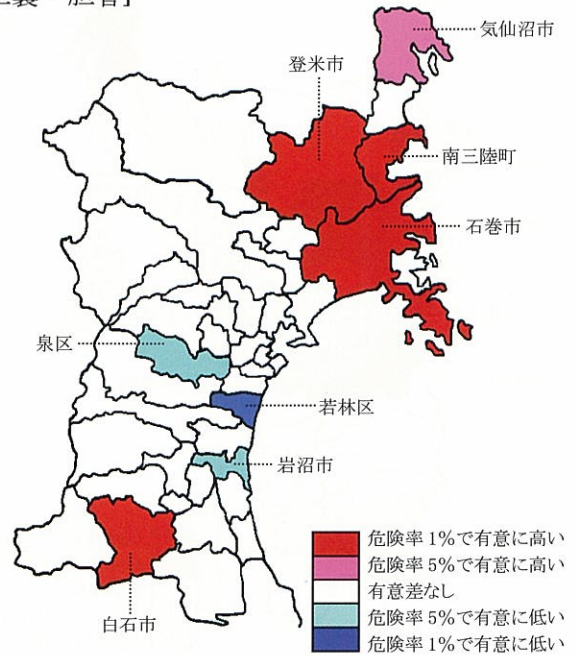 胆管]
気仙沼市
登米市
南三陸町
石巻市
泉区
若林区
岩沼市
白石市
危険率 1%で有意に高い
危険率 5%で有意に高い
有意差なし
危険率 5%で有意に低い
危険率 1%で有意に低い